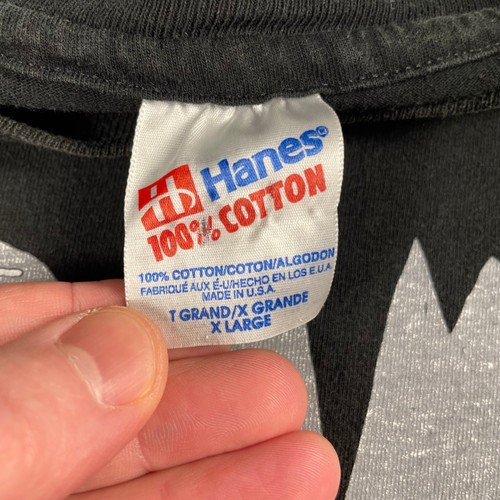 Hanes®
100% COTTON
100% COTTON/COTON/ALGODON
FABRIQUÉ AUX É-U/HECHO EN LOS E.U.A.
MADE IN U.S.A.
T GRAND/X GRANDE
X LARGE